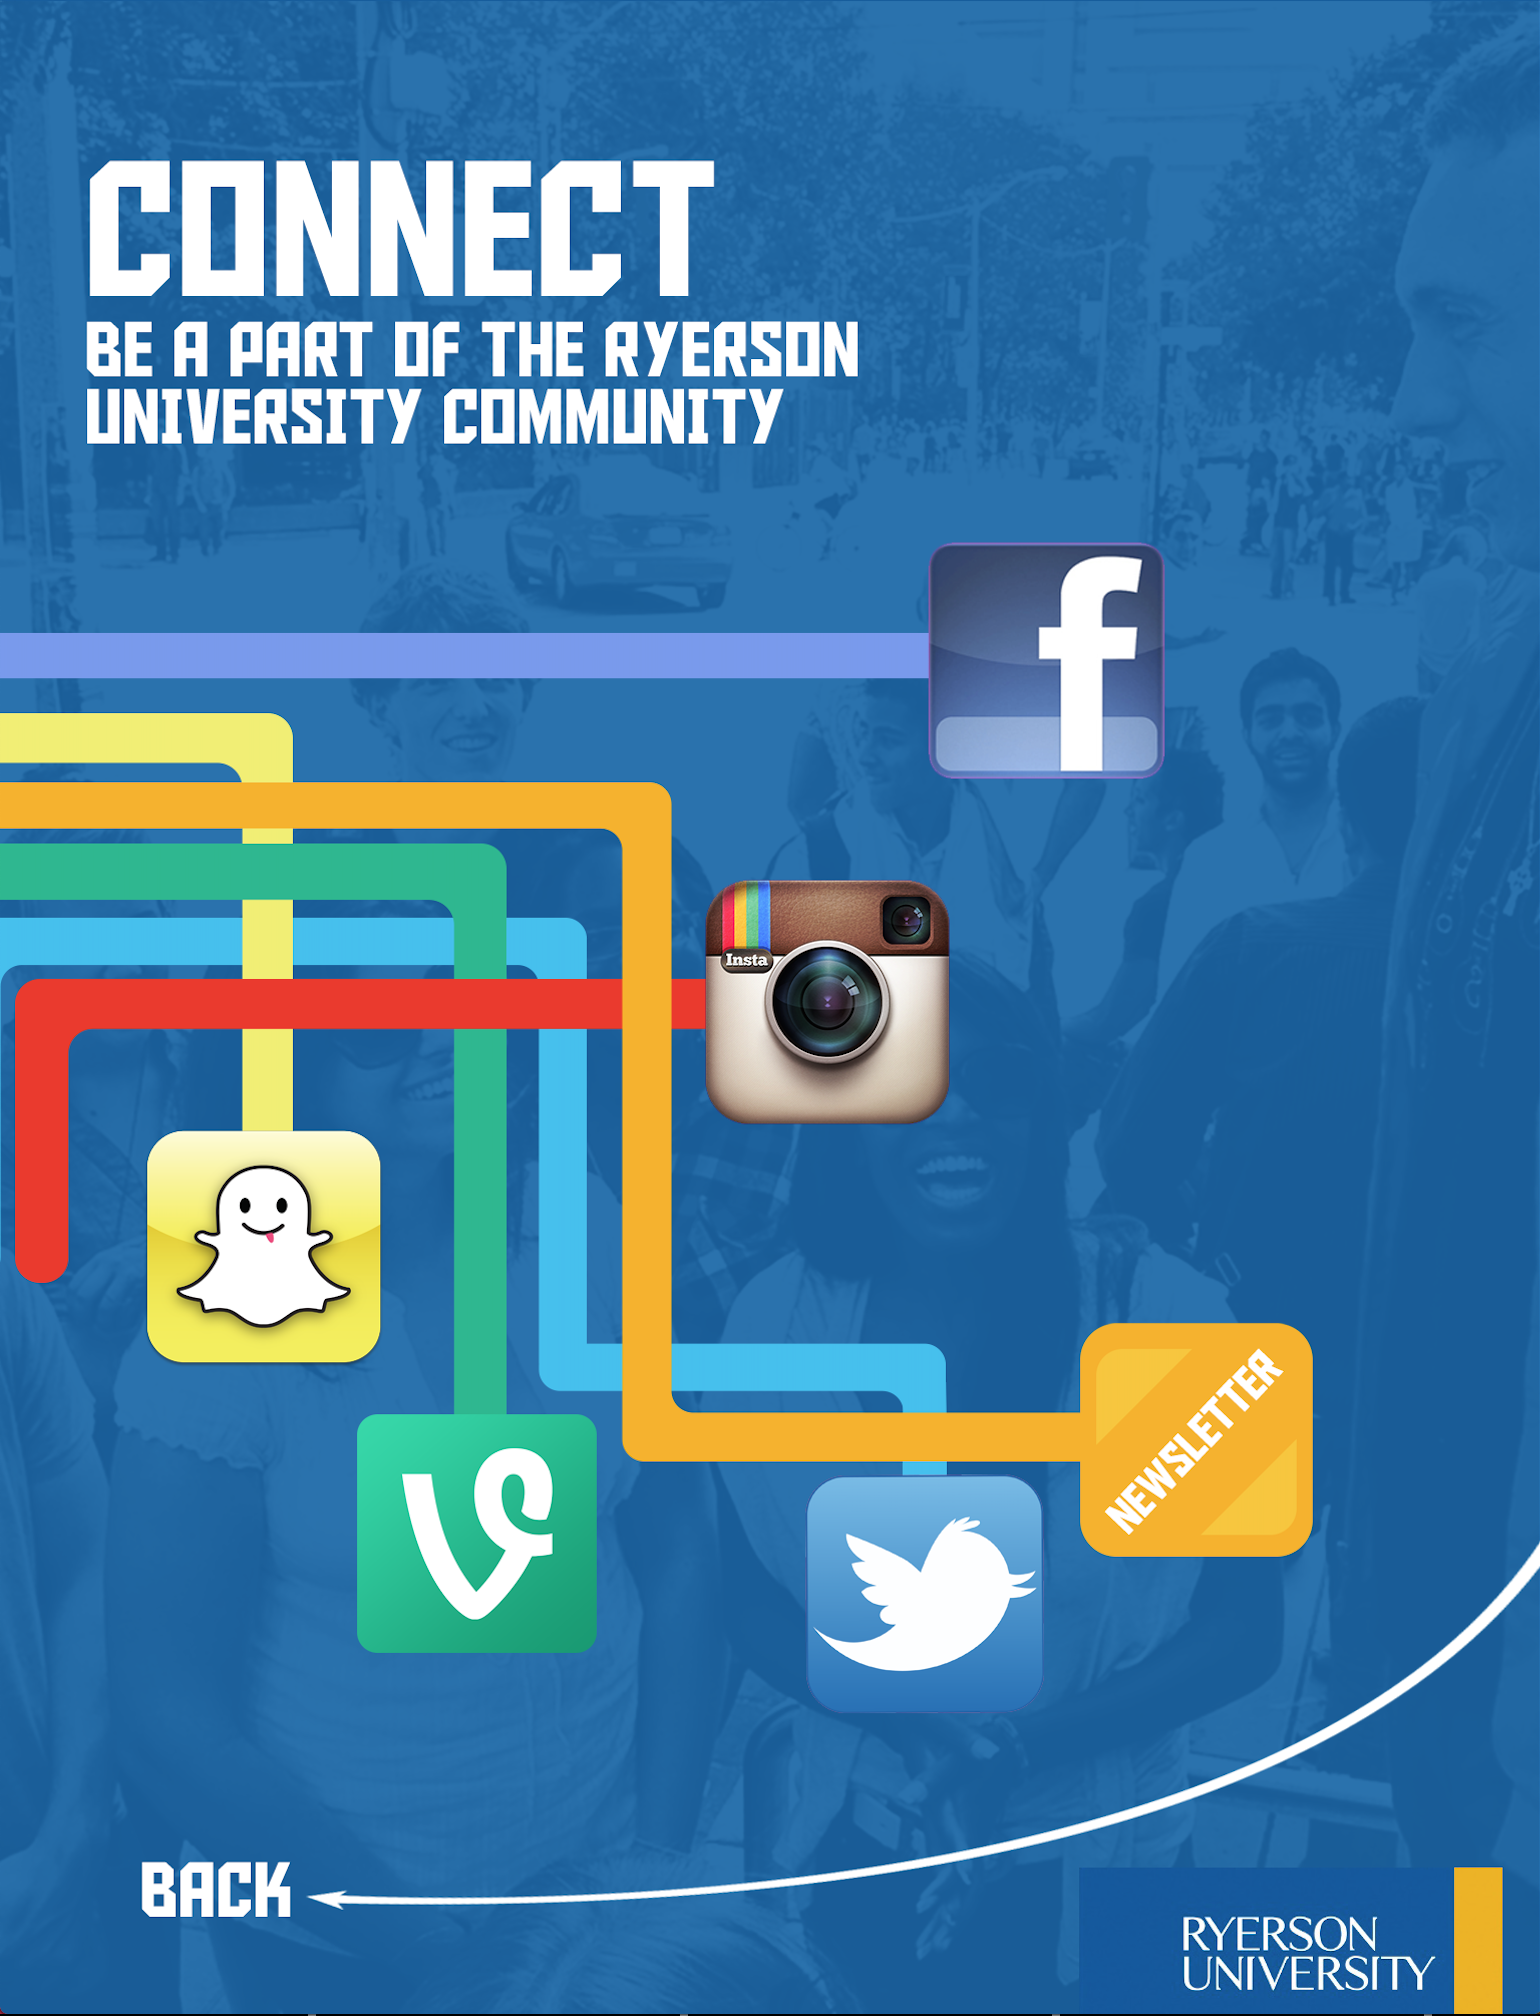 CONNECT
BE A PART OF THE RYERSON
UNIVERSITY COMMUNITY
f
Insta
NEWSLETTER
BACK
RYERSON
UNIVERSITY